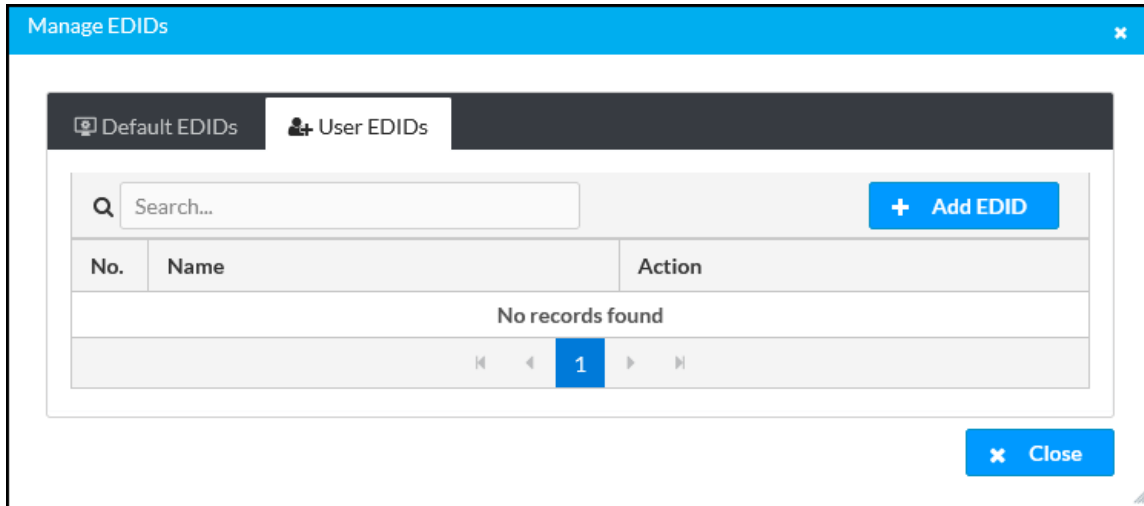 Manage EDIDs
Default EDIDs User EDIDs
Search... + Add EDID
No. Name Action
No records found
1
Close